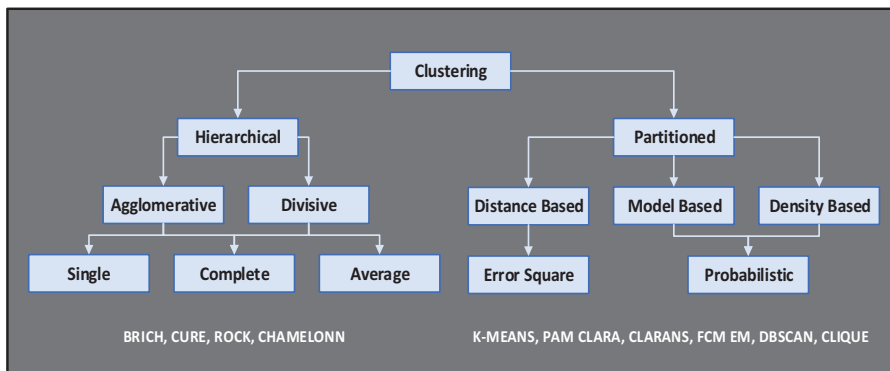 Clustering
Hierarchical
Partitioned
Agglomerative
Divisive
Distance Based
Model Based
Density Based
Single
Complete
Average
Error Square
Probabilistic
BRICH, CURE, ROCK, CHAMELONN
K-MEANS, PAM CLARA, CLARANS, FCM EM, DBSCAN, CLIQUE